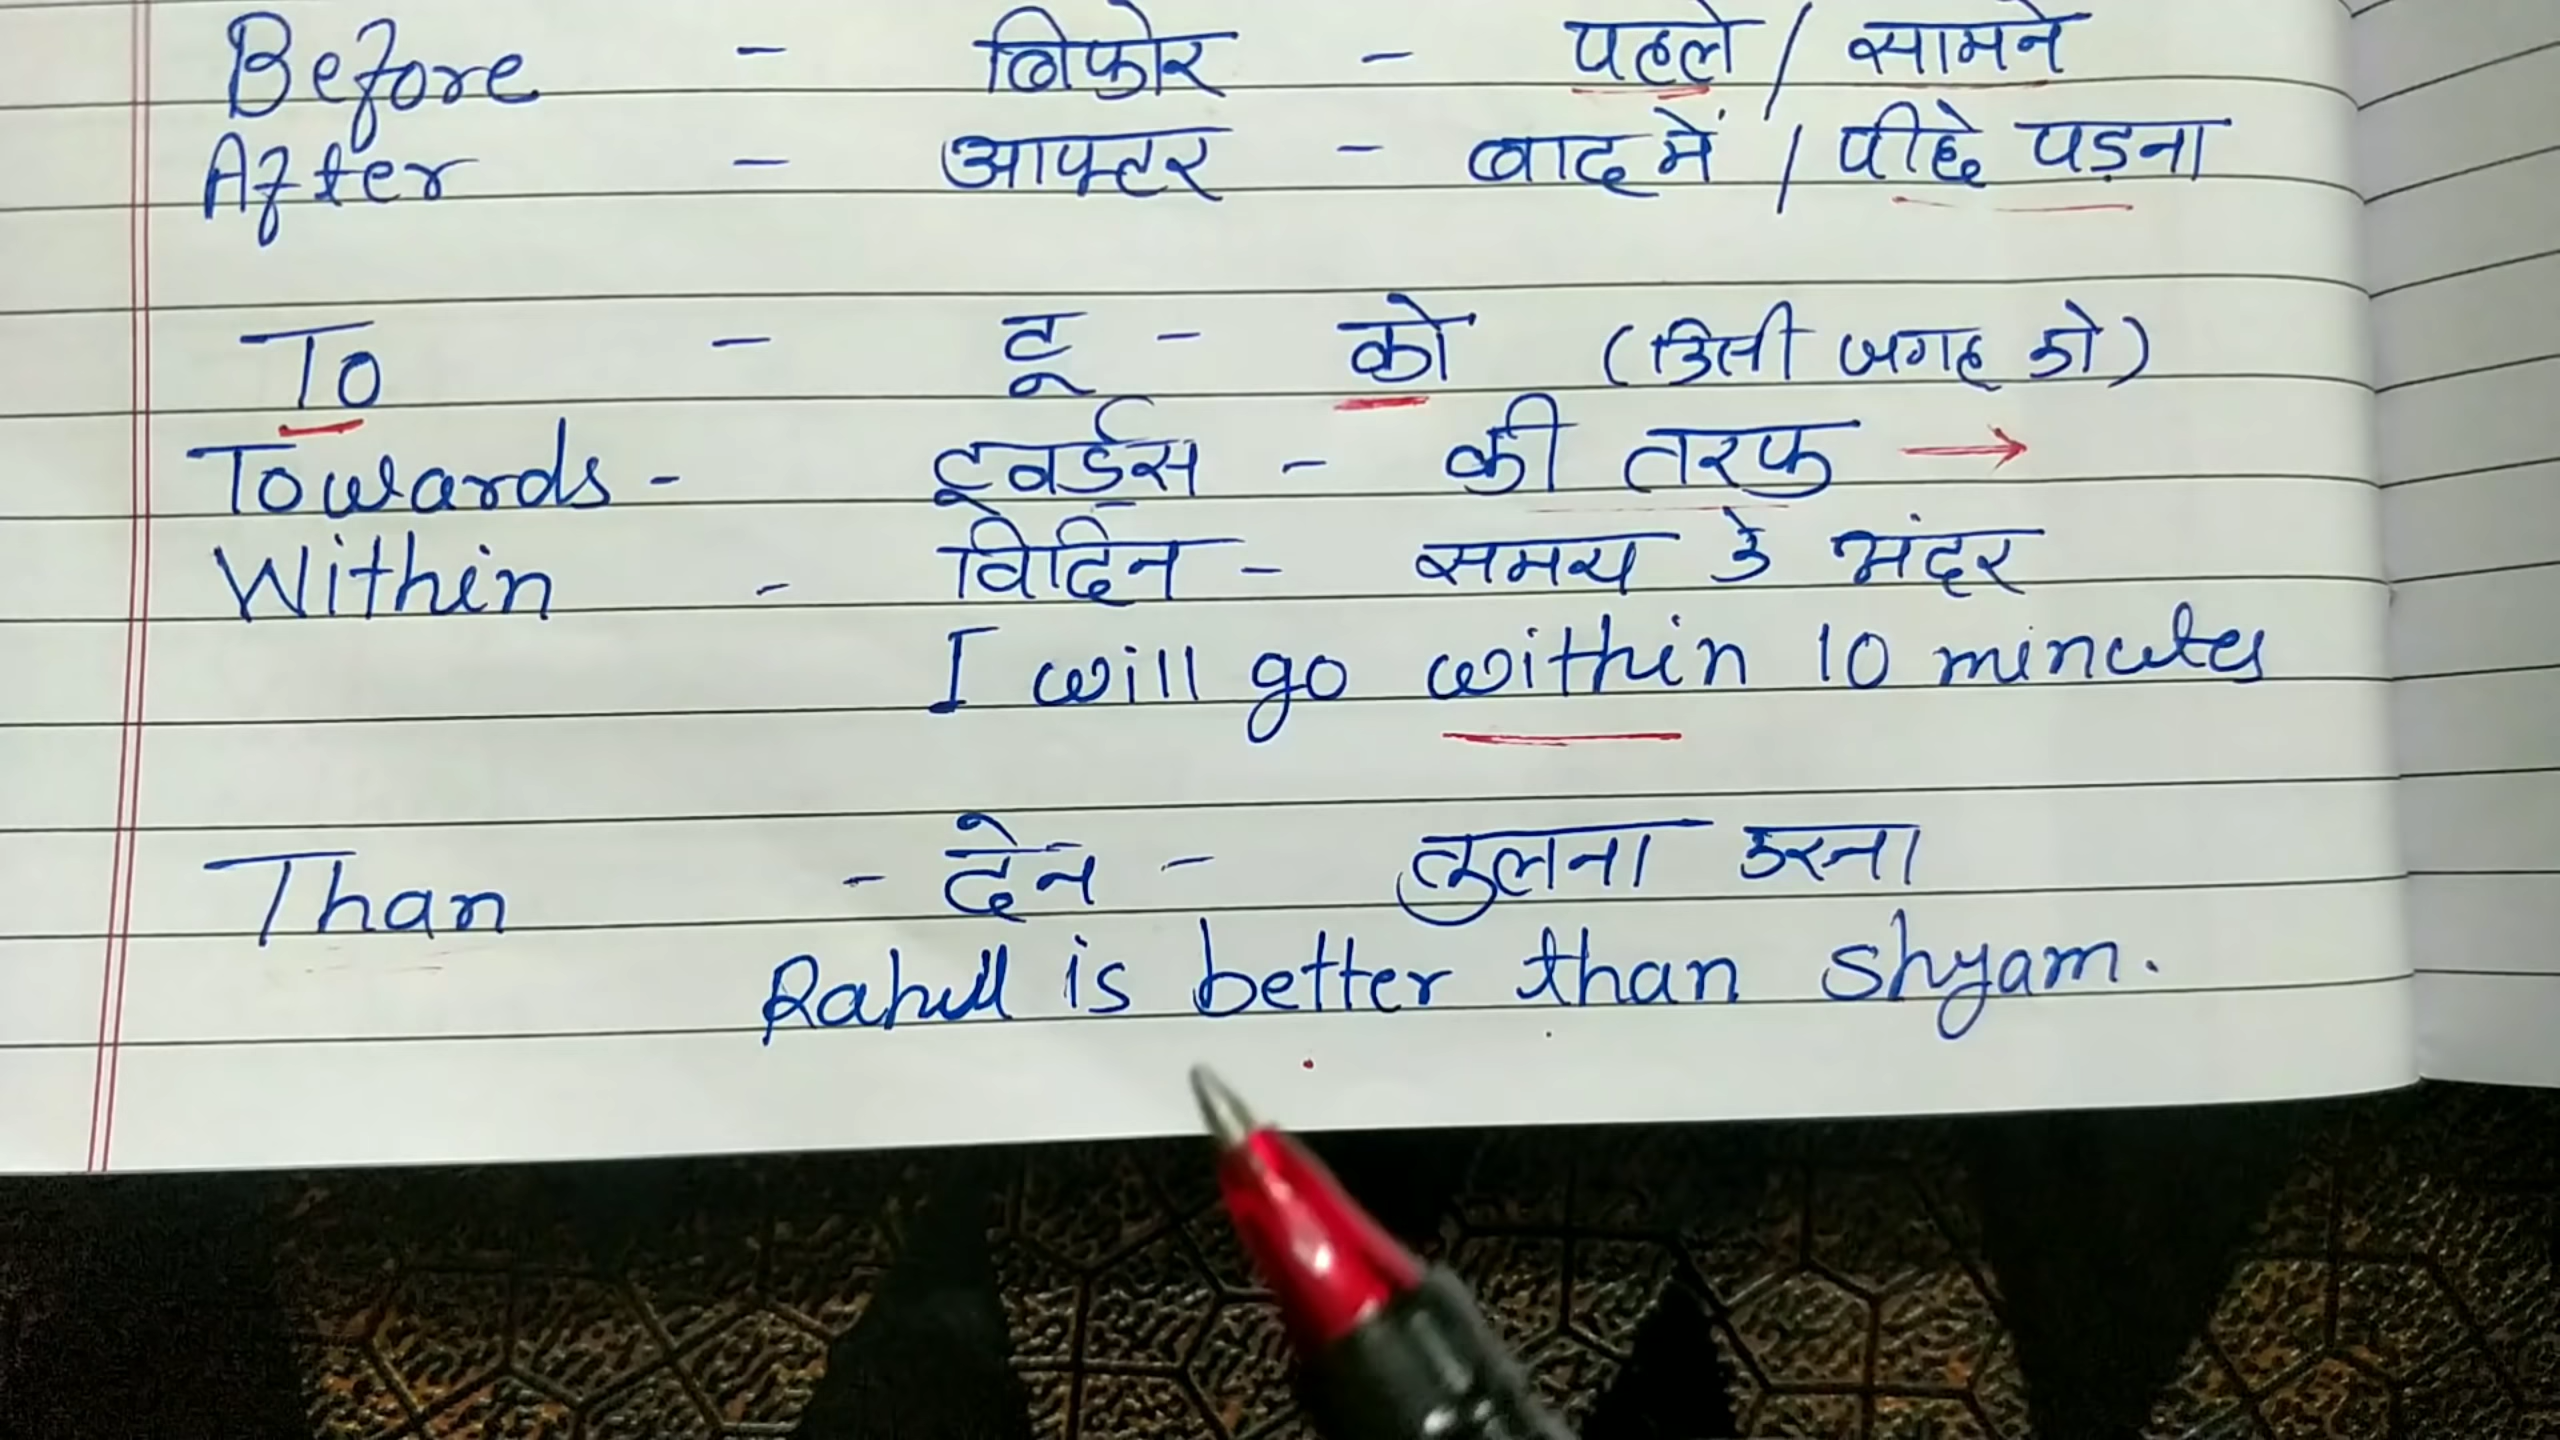 Before - बिफोर - पहले / सामने
After - आफ्टर - बाद में / पीछे पड़ना
To - टू - को (किसी जगह को)
Towards - टूवर्डस - की तरफ →
Within - विदिन - समय के अंदर
I will go within 10 minutes
Than - देन - तुलना करना
Rahul is better than shyam.